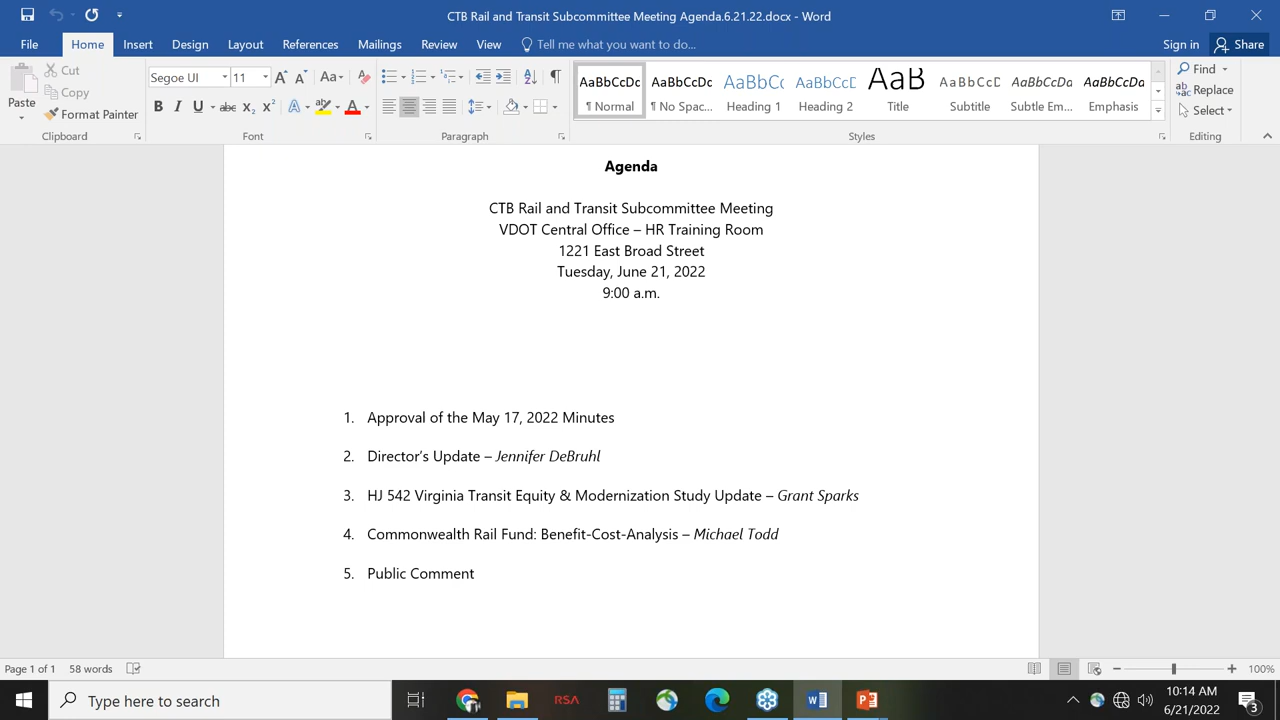 CTB Rail and Transit Subcommittee Meeting Agenda.6.21.22.docx - Word
File Home Insert Design Layout References Mailings Review View Tell me what you want to do... Sign in Share
Paste
Cut
Copy
Format Painter
Clipboard
Segoe UI 11
Font
Paragraph
AaBbCcDc AaBbCcDc AaBbCc AaBbCcD AaB AaBbCcD AaBbCcDc AaBbCcDc
¶ Normal ¶ No Spac... Heading 1 Heading 2 Title Subtitle Subtle Em... Emphasis
Styles
Find
Replace
Select
Editing
Agenda
CTB Rail and Transit Subcommittee Meeting
VDOT Central Office – HR Training Room
1221 East Broad Street
Tuesday, June 21, 2022
9:00 a.m.
1. Approval of the May 17, 2022 Minutes
2. Director’s Update – Jennifer DeBruhl
3. HJ 542 Virginia Transit Equity & Modernization Study Update – Grant Sparks
4. Commonwealth Rail Fund: Benefit-Cost-Analysis – Michael Todd
5. Public Comment
Page 1 of 1 58 words 100%
Type here to search
RSA
10:14 AM
6/21/2022
3